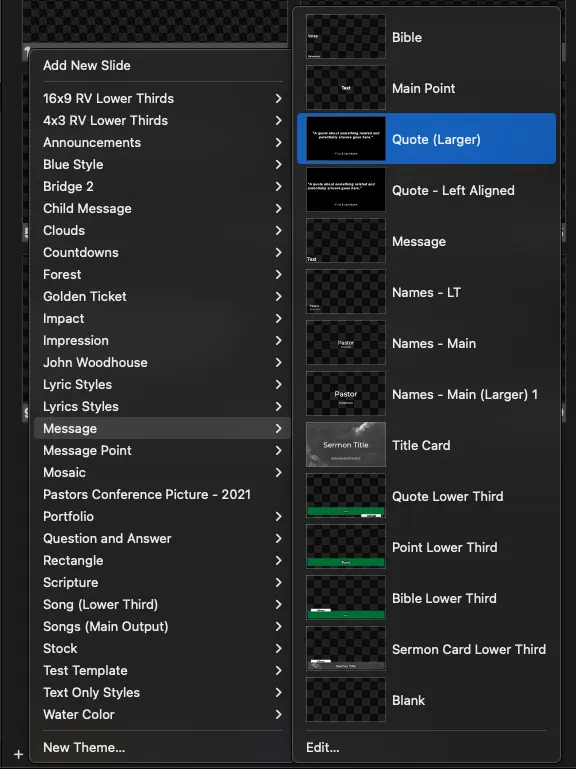 Add New Slide
16x9 RV Lower Thirds
4x3 RV Lower Thirds
Announcements
Blue Style
Bridge 2
Child Message
Clouds
Countdowns
Forest
Golden Ticket
Impact
Impression
John Woodhouse
Lyric Styles
Lyrics Styles
Message
Message Point
Mosaic
Pastors Conference Picture - 2021
Portfolio
Question and Answer
Rectangle
Scripture
Song (Lower Third)
Songs (Main Output)
Stock
Test Template
Text Only Styles
Water Color
New Theme...
Verse
Bible
Text
Main Point
"A quote about something related and
potentially sincere goes here."
Quote (Larger)
"A quote about something related and
potentially sincere goes here."
Quote - Left Aligned
Text
Message
Names - LT
Pastor
Names - Main
Pastor
Names - Main (Larger) 1
Sermon Title
Title Card
Quote Lower Third
Point
Point Lower Third
Bible Lower Third
Sermon Title
Sermon Card Lower Third
Blank
Edit...